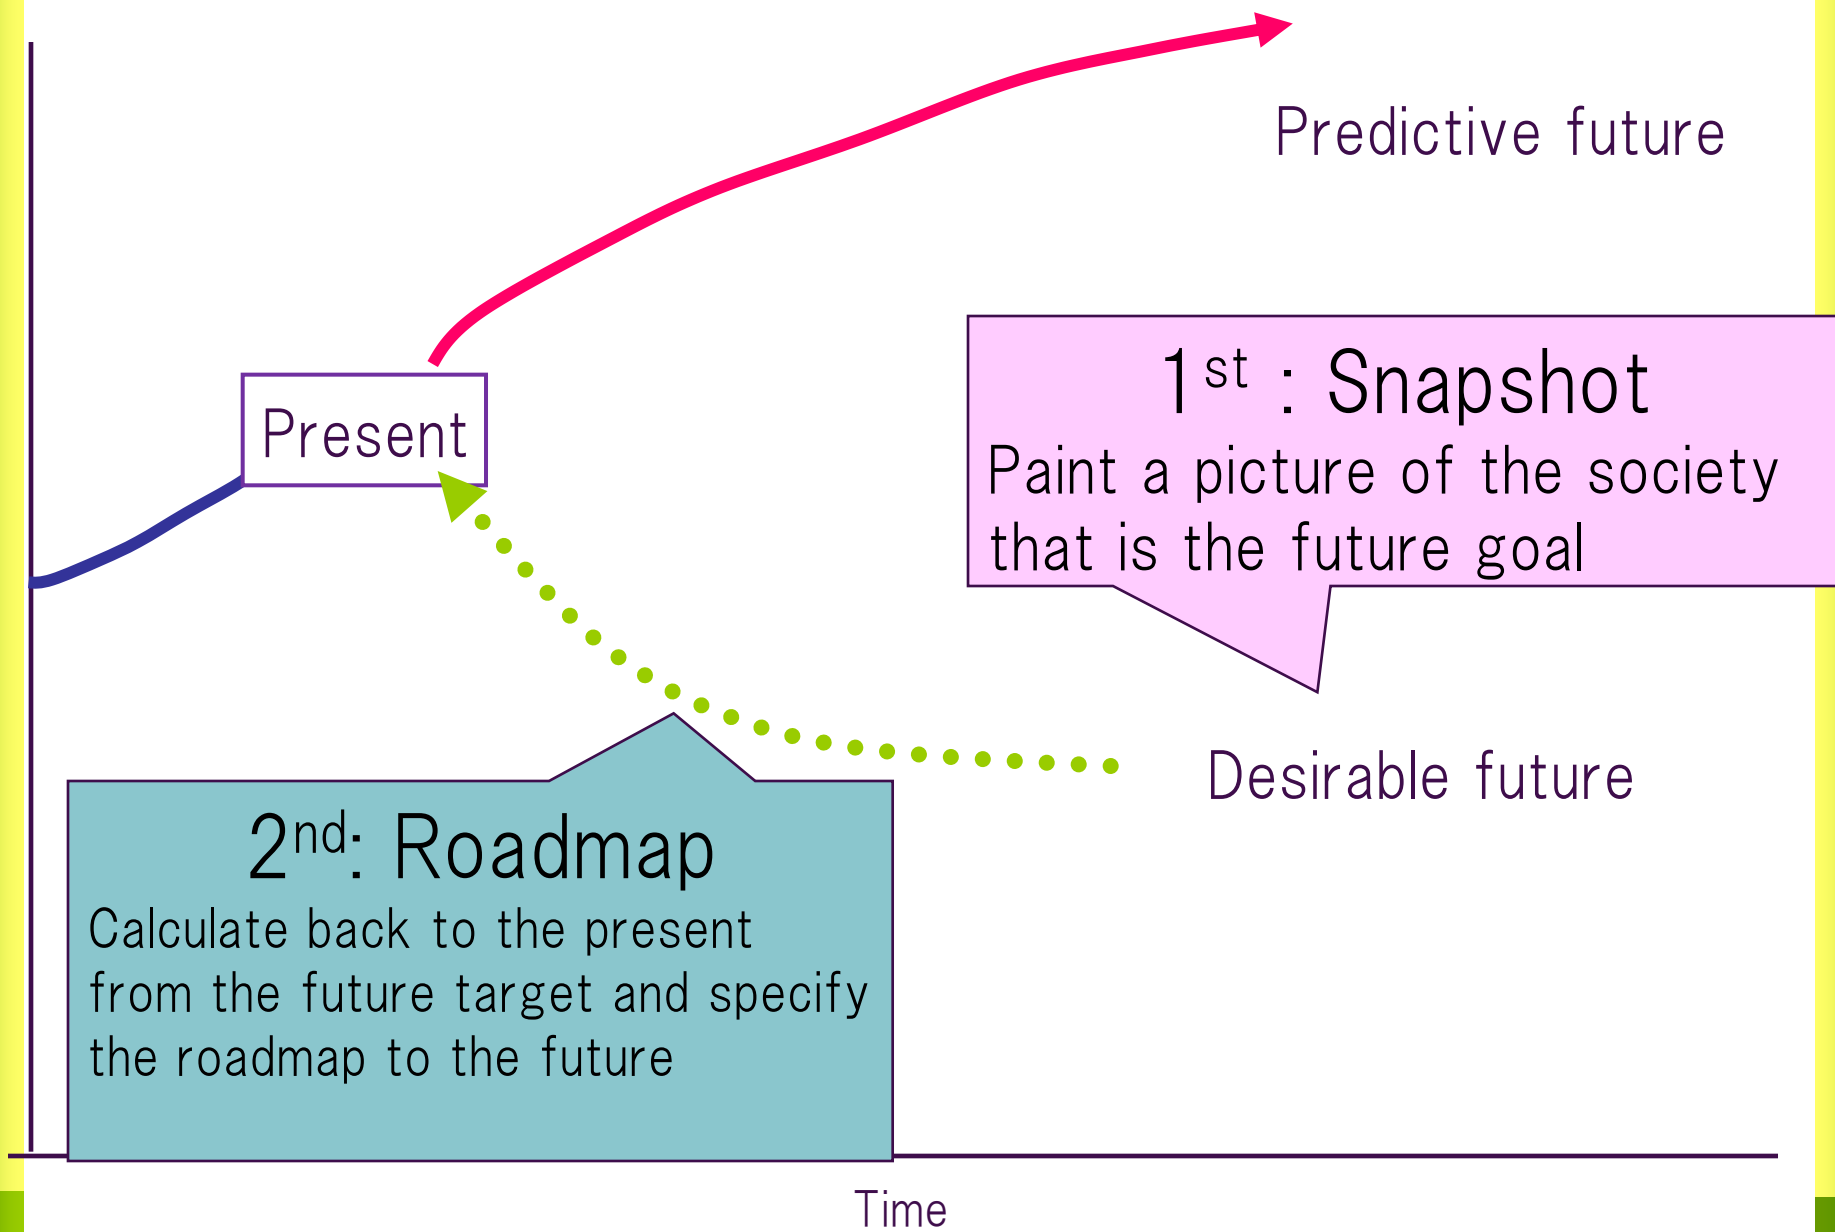 Predictive future
1st : Snapshot
Paint a picture of the society
that is the future goal
Present
Desirable future
2nd: Roadmap
Calculate back to the present
from the future target and specify
the roadmap to the future
Time